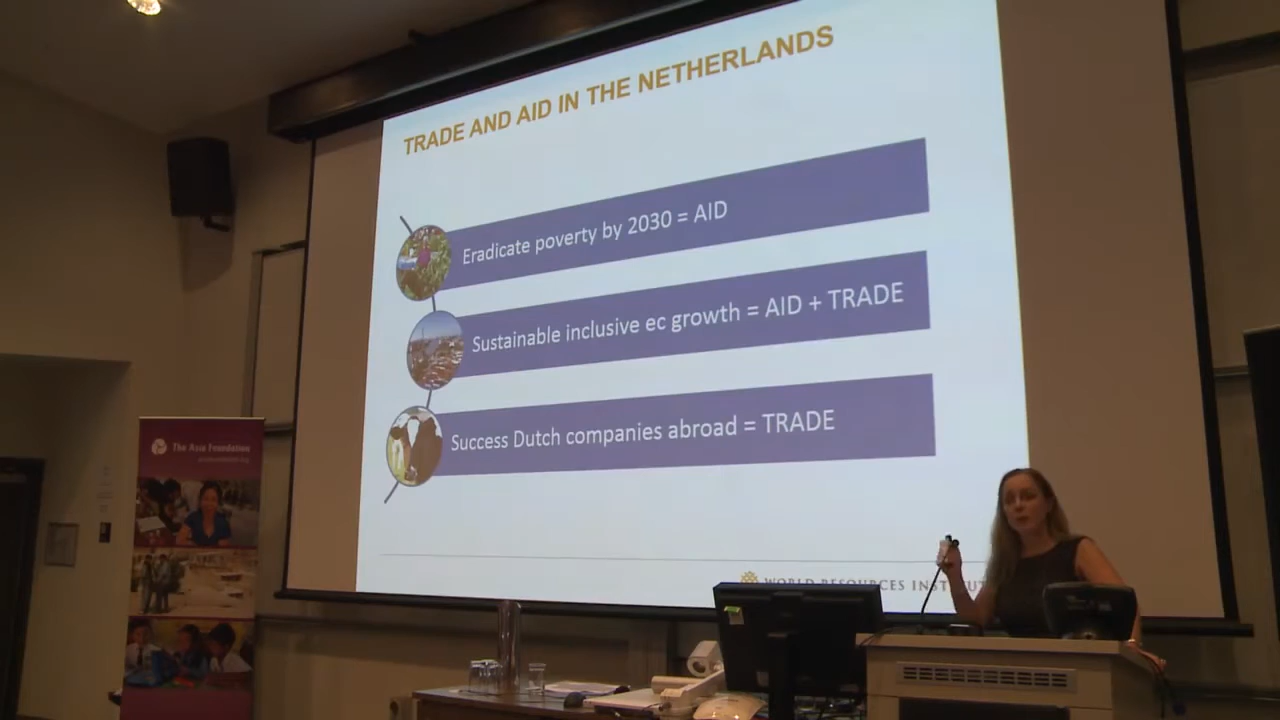 TRADE AND AID IN THE NETHERLANDS
Eradicate poverty by 2030 = AID
Sustainable inclusive ec growth = AID + TRADE
Success Dutch companies abroad = TRADE
The Asia Foundation
WORLD RESOURCES